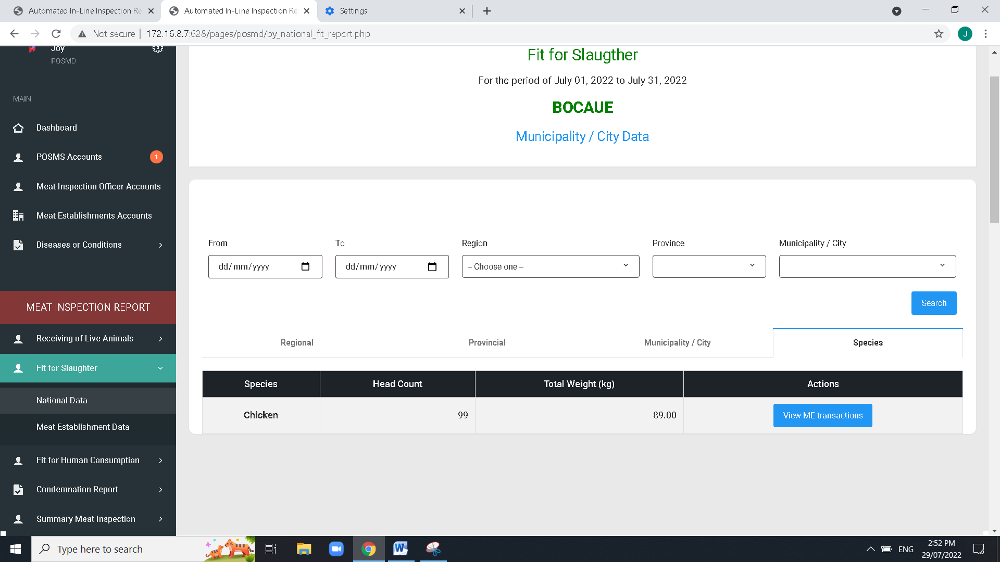 Automated In-Line Inspection Re
Automated In-Line Inspection Re
Settings
Not secure
172.16.8.7:628/pages/posmd/by_national_fit_report.php
J
Joy
POSMD
MAIN
Dashboard
POSMS Accounts
1
Meat Inspection Officer Accounts
Meat Establishments Accounts
Diseases or Conditions
MEAT INSPECTION REPORT
Receiving of Live Animals
Fit for Slaughter
National Data
Meat Establishment Data
Fit for Human Consumption
Condemnation Report
Summary Meat Inspection
Fit for Slaugther
For the period of July 01, 2022 to July 31, 2022
BOCAUE
Municipality / City Data
From To Region Province Municipality / City
dd/mm/yyyy dd/mm/yyyy -- Choose one --
Search
Regional Provincial Municipality / City Species
Species Head Count Total Weight (kg) Actions
Chicken 99 89.00 View ME transactions
Type here to search
ENG
2:52 PM
29/07/2022